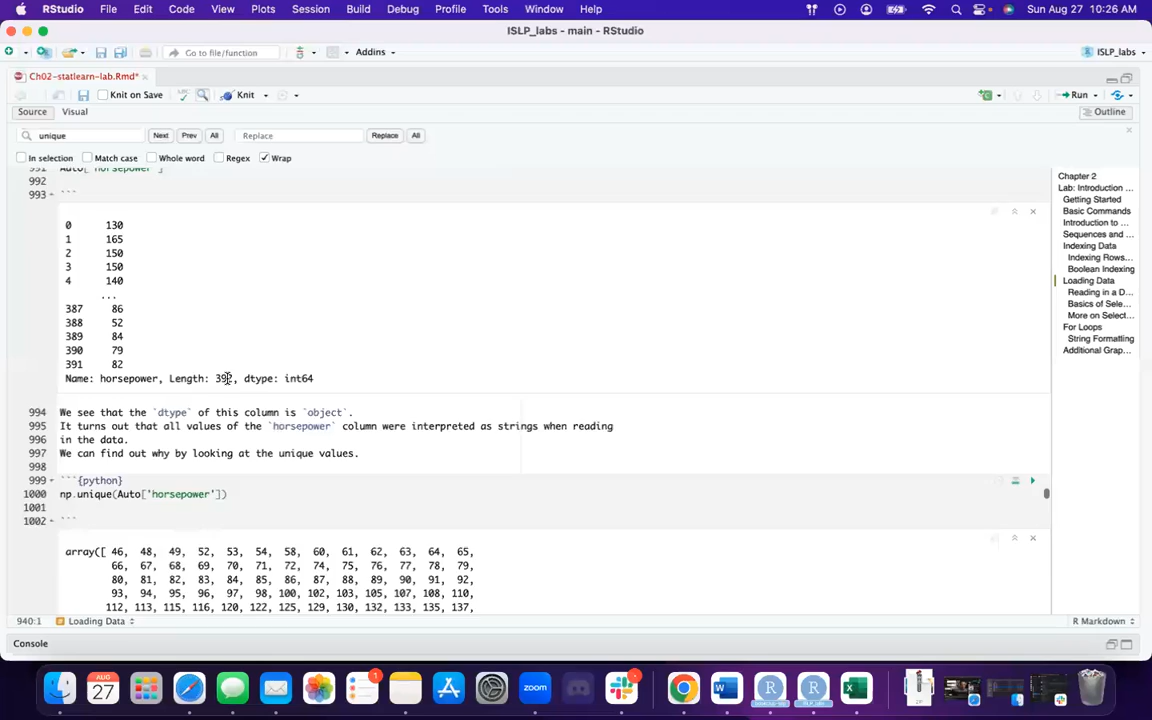 RStudio File Edit Code View Plots Session Build Debug Profile Tools Window Help Sun Aug 27 10:26 AM
ISLP_labs - main - RStudio
Go to file/function Addins ISLP_labs
Ch02-statlearn-lab.Rmd*
Knit on Save Knit Run
Source Visual Outline
unique Next Prev All Replace Replace All
In selection Match case Whole word Regex Wrap
991 Auto['horsepower']
992
993 ```
0 130
1 165
2 150
3 150
4 140
...
387 86
388 52
389 84
390 79
391 82
Name: horsepower, Length: 392, dtype: int64
994 We see that the `dtype` of this column is `object`.
995 It turns out that all values of the `horsepower` column were interpreted as strings when reading
996 in the data.
997 We can find out why by looking at the unique values.
998
999 ```{python}
1000 np.unique(Auto['horsepower'])
1001
1002 ```
array([ 46, 48, 49, 52, 53, 54, 58, 60, 61, 62, 63, 64, 65,
66, 67, 68, 69, 70, 71, 72, 74, 75, 76, 77, 78, 79,
80, 81, 82, 83, 84, 85, 86, 87, 88, 89, 90, 91, 92,
93, 94, 95, 96, 97, 98, 100, 102, 103, 105, 107, 108, 110,
112, 113, 115, 116, 120, 122, 125, 129, 130, 132, 133, 135, 137,
Chapter 2
Lab: Introduction ...
Getting Started
Basic Commands
Introduction to ...
Sequences and ...
Indexing Data
Indexing Rows...
Boolean Indexing
Loading Data
Reading in a D...
Basics of Sele...
More on Select...
For Loops
String Formatting
Additional Grap...
940:1 Loading Data R Markdown
Console
AUG
27
1
zoom
W
R
R
X